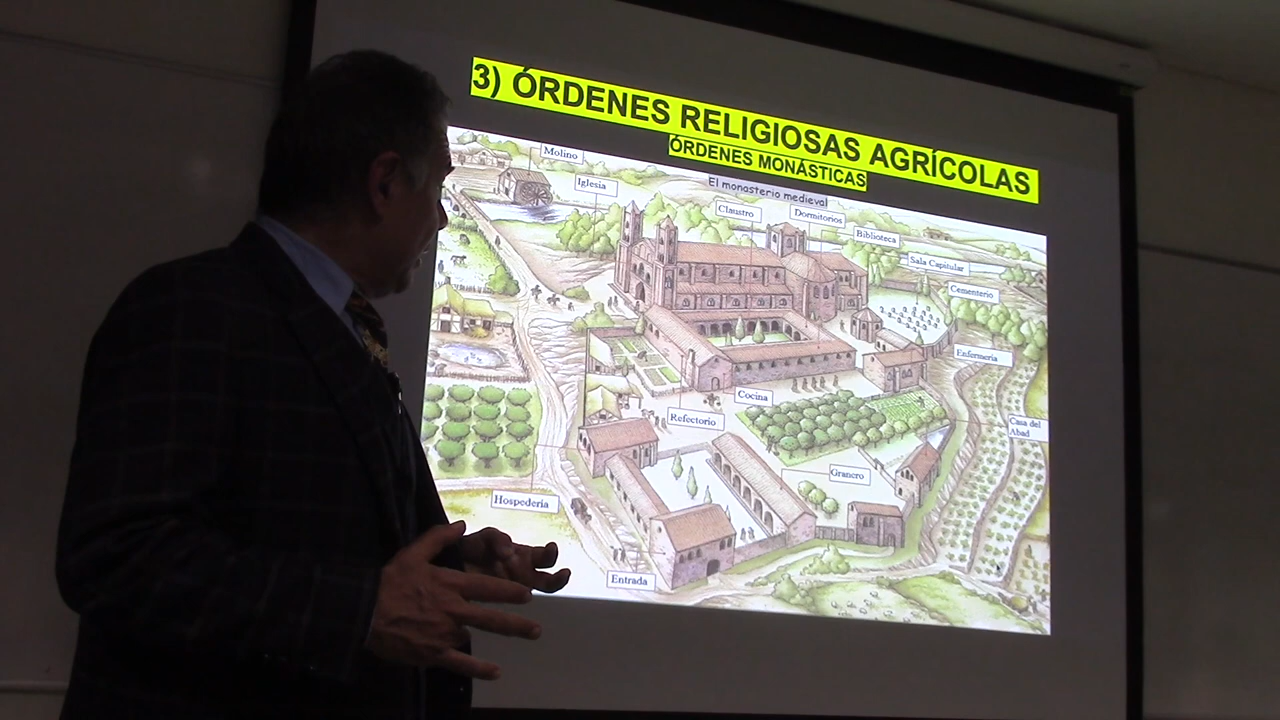 3) ÓRDENES RELIGIOSAS AGRÍCOLAS
ÓRDENES MONÁSTICAS
El monasterio medieval
Molino
Iglesia
Claustro
Dormitorios
Biblioteca
Sala Capitular
Cementerio
Enfermería
Casa del
Abad
Cocina
Refectorio
Granero
Hospedería
Entrada